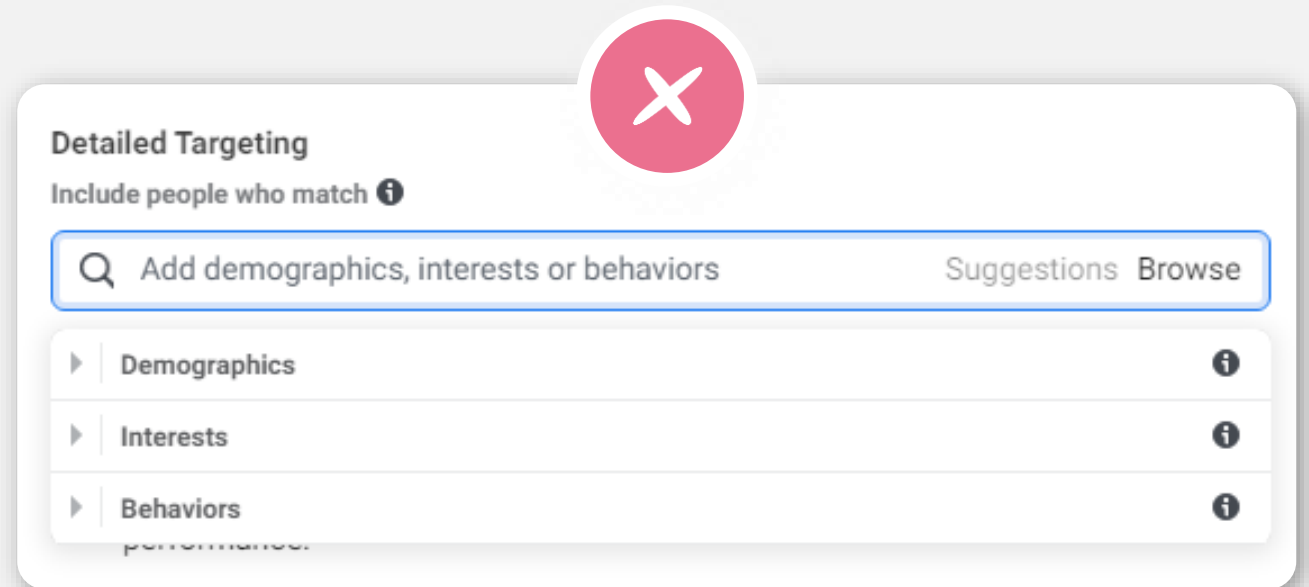 Detailed Targeting
Include people who match
Add demographics, interests or behaviors Suggestions Browse
Demographics
Interests
Behaviors